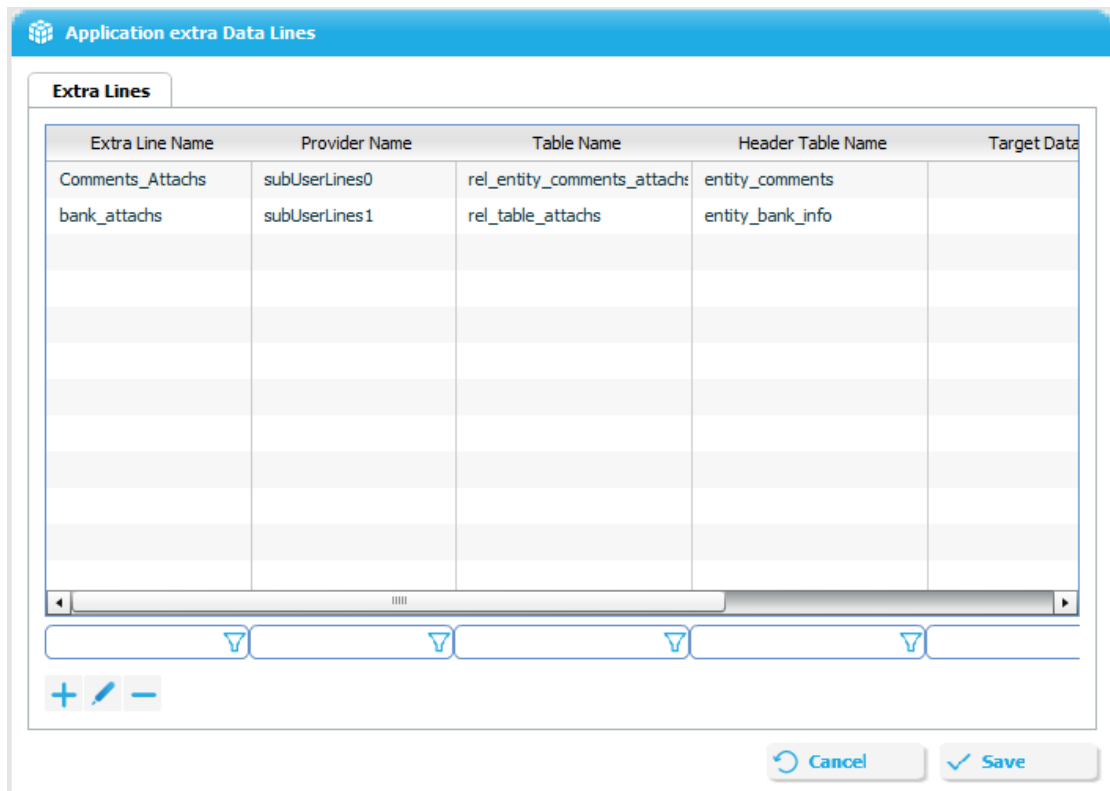 Application extra Data Lines
Extra Lines
Extra Line Name Provider Name Table Name Header Table Name Target Data
Comments_Attachs subUserLines0 rel_entity_comments_attachs entity_comments
bank_attachs subUserLines1 rel_table_attachs entity_bank_info
Cancel Save